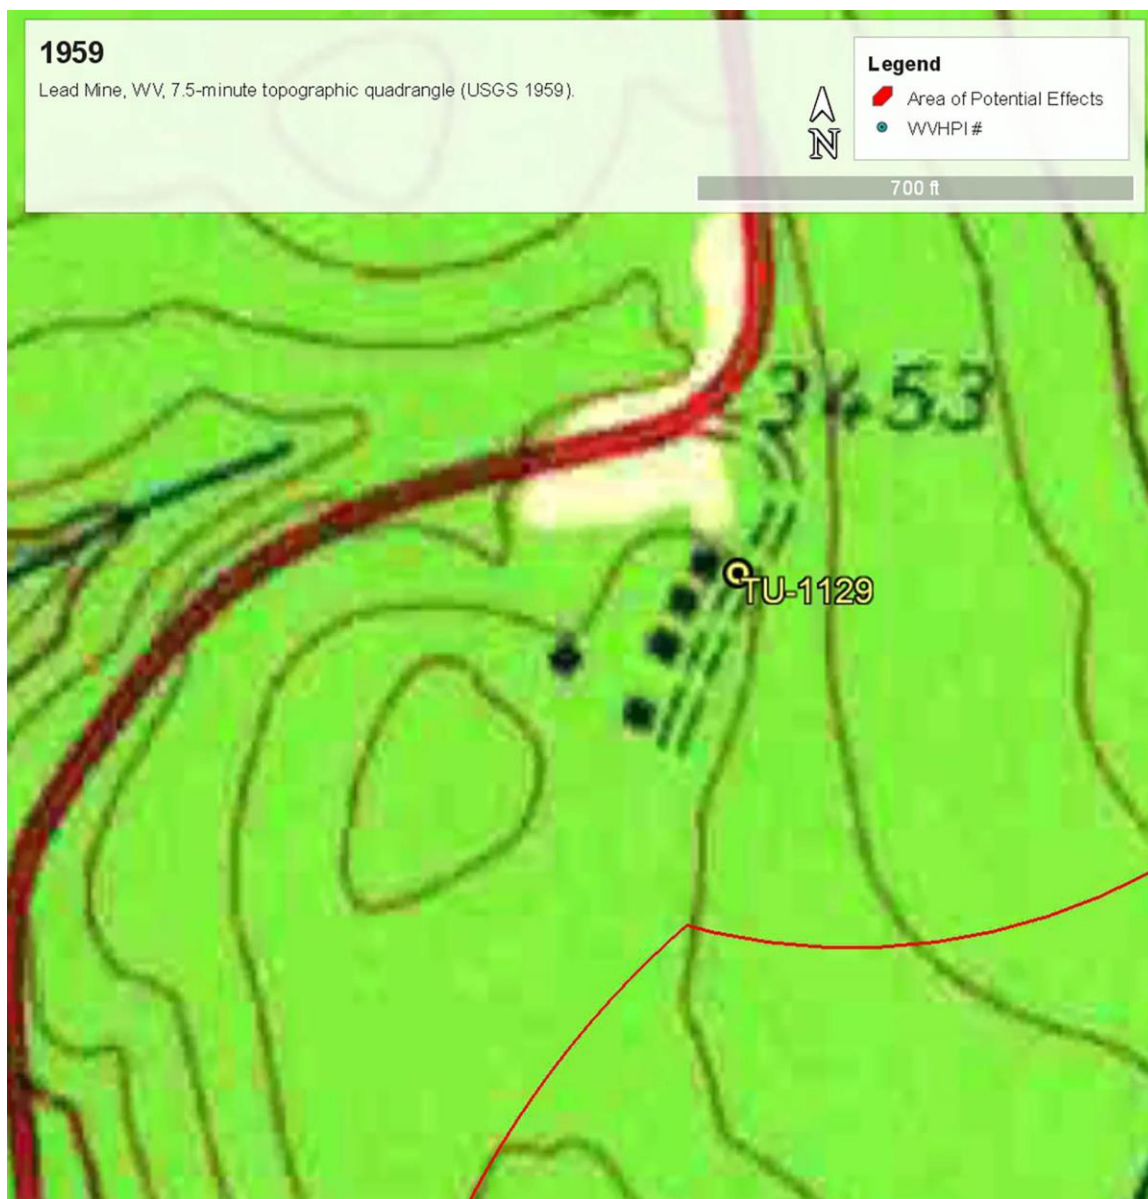 1959
Lead Mine, WV, 7.5-minute topographic quadrangle (USGS 1959).
Legend
Area of Potential Effects
WVHPI #
N
700 ft
3453
TU-1129